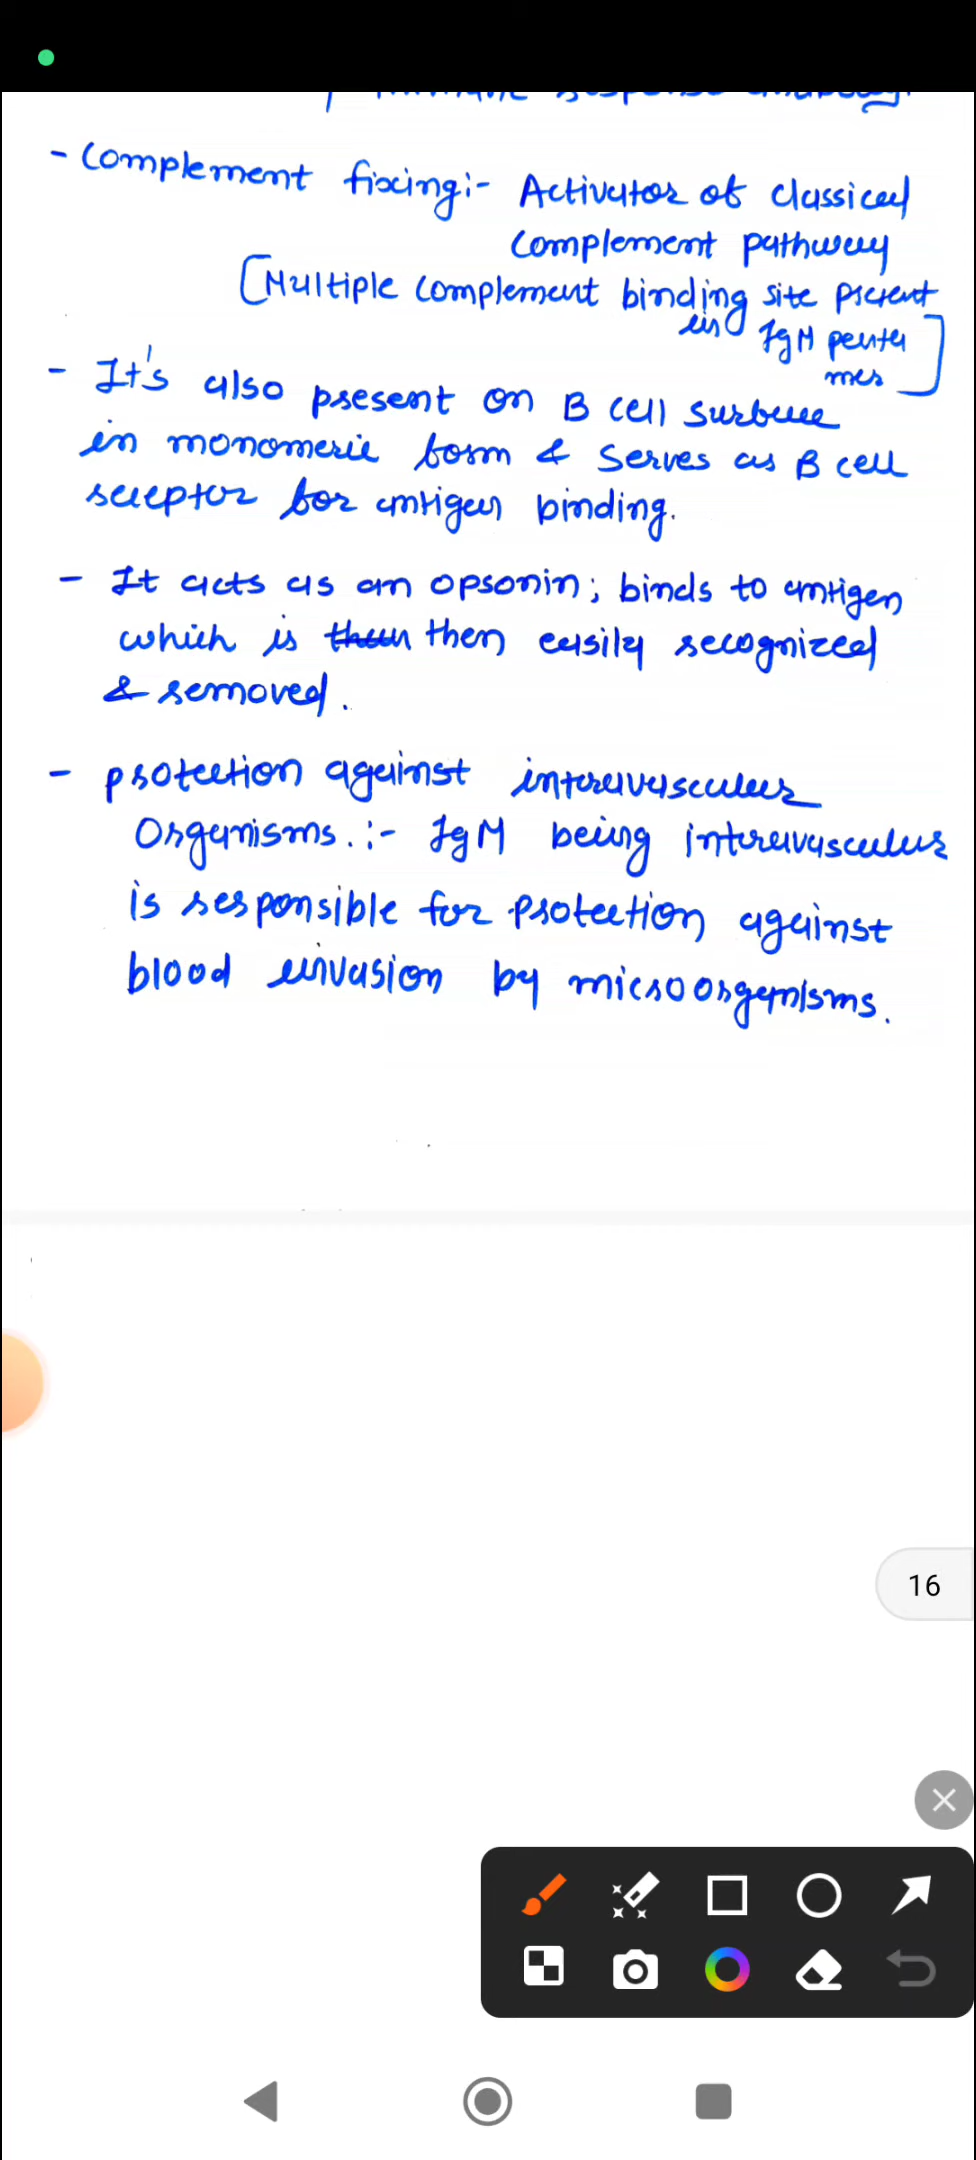 immune response antibody.
- Complement fixing:- Activator of classical
complement pathway
[Multiple complement binding site present
in IgM penta
mer]
- It's also present on B cell surface
in monomeric form & serves as B cell
receptor for antigen binding.
- It acts as an opsonin; binds to antigen
which is then easily recognized
& removed.
- protection against intravascular
Organisms.:- IgM being intravascular
is responsible for protection against
blood invasion by microorganisms.
16